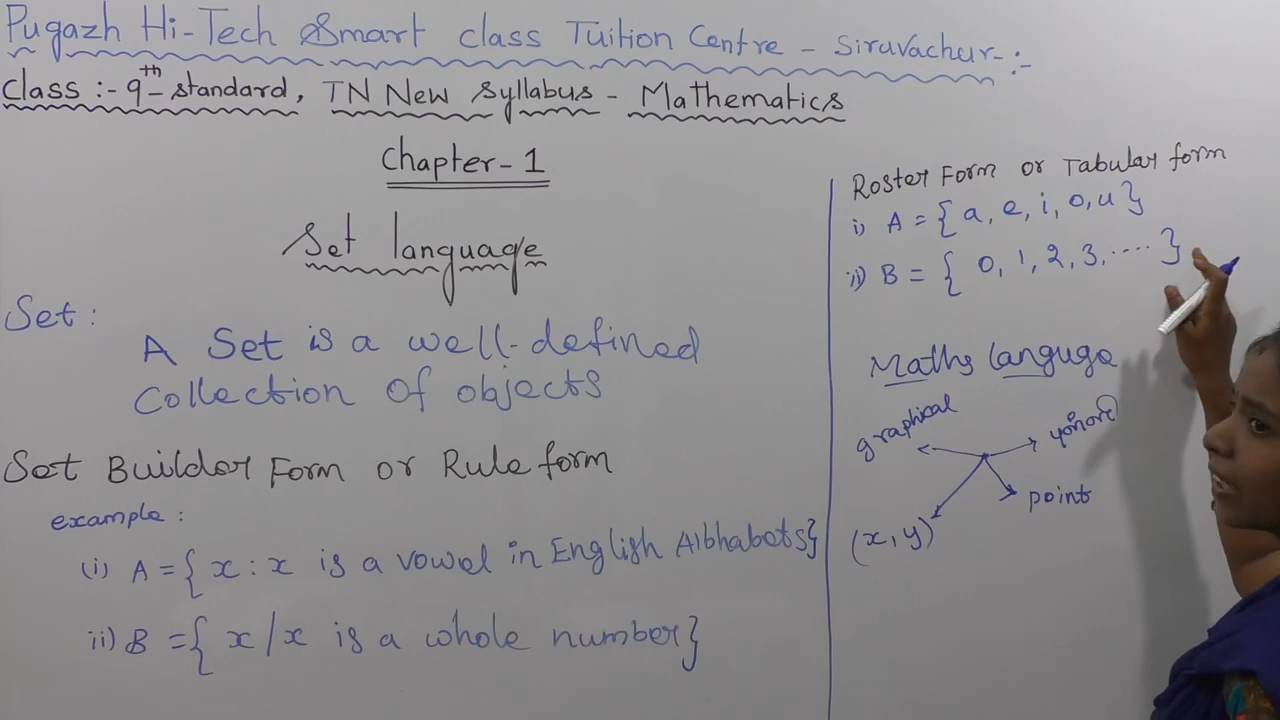 Pugazh Hi-Tech Smart class Tuition Centre - Siruvachur-:-
Class :- 9th standard, TN New Syllabus - Mathematics
Chapter-1
Set language
Set:
A Set is a well-defined
Collection of objects
Set Builder Form or Rule form
example:
(i) A={ x : x is a vowel in English Albhabets}
ii) B ={ x / x is a whole number}
Roster Form or Tabular form
i) A = { a, e, i, o, u }
ii) B = { 0, 1, 2, 3, ..... }
Maths languga
graphical
point
(x, y)